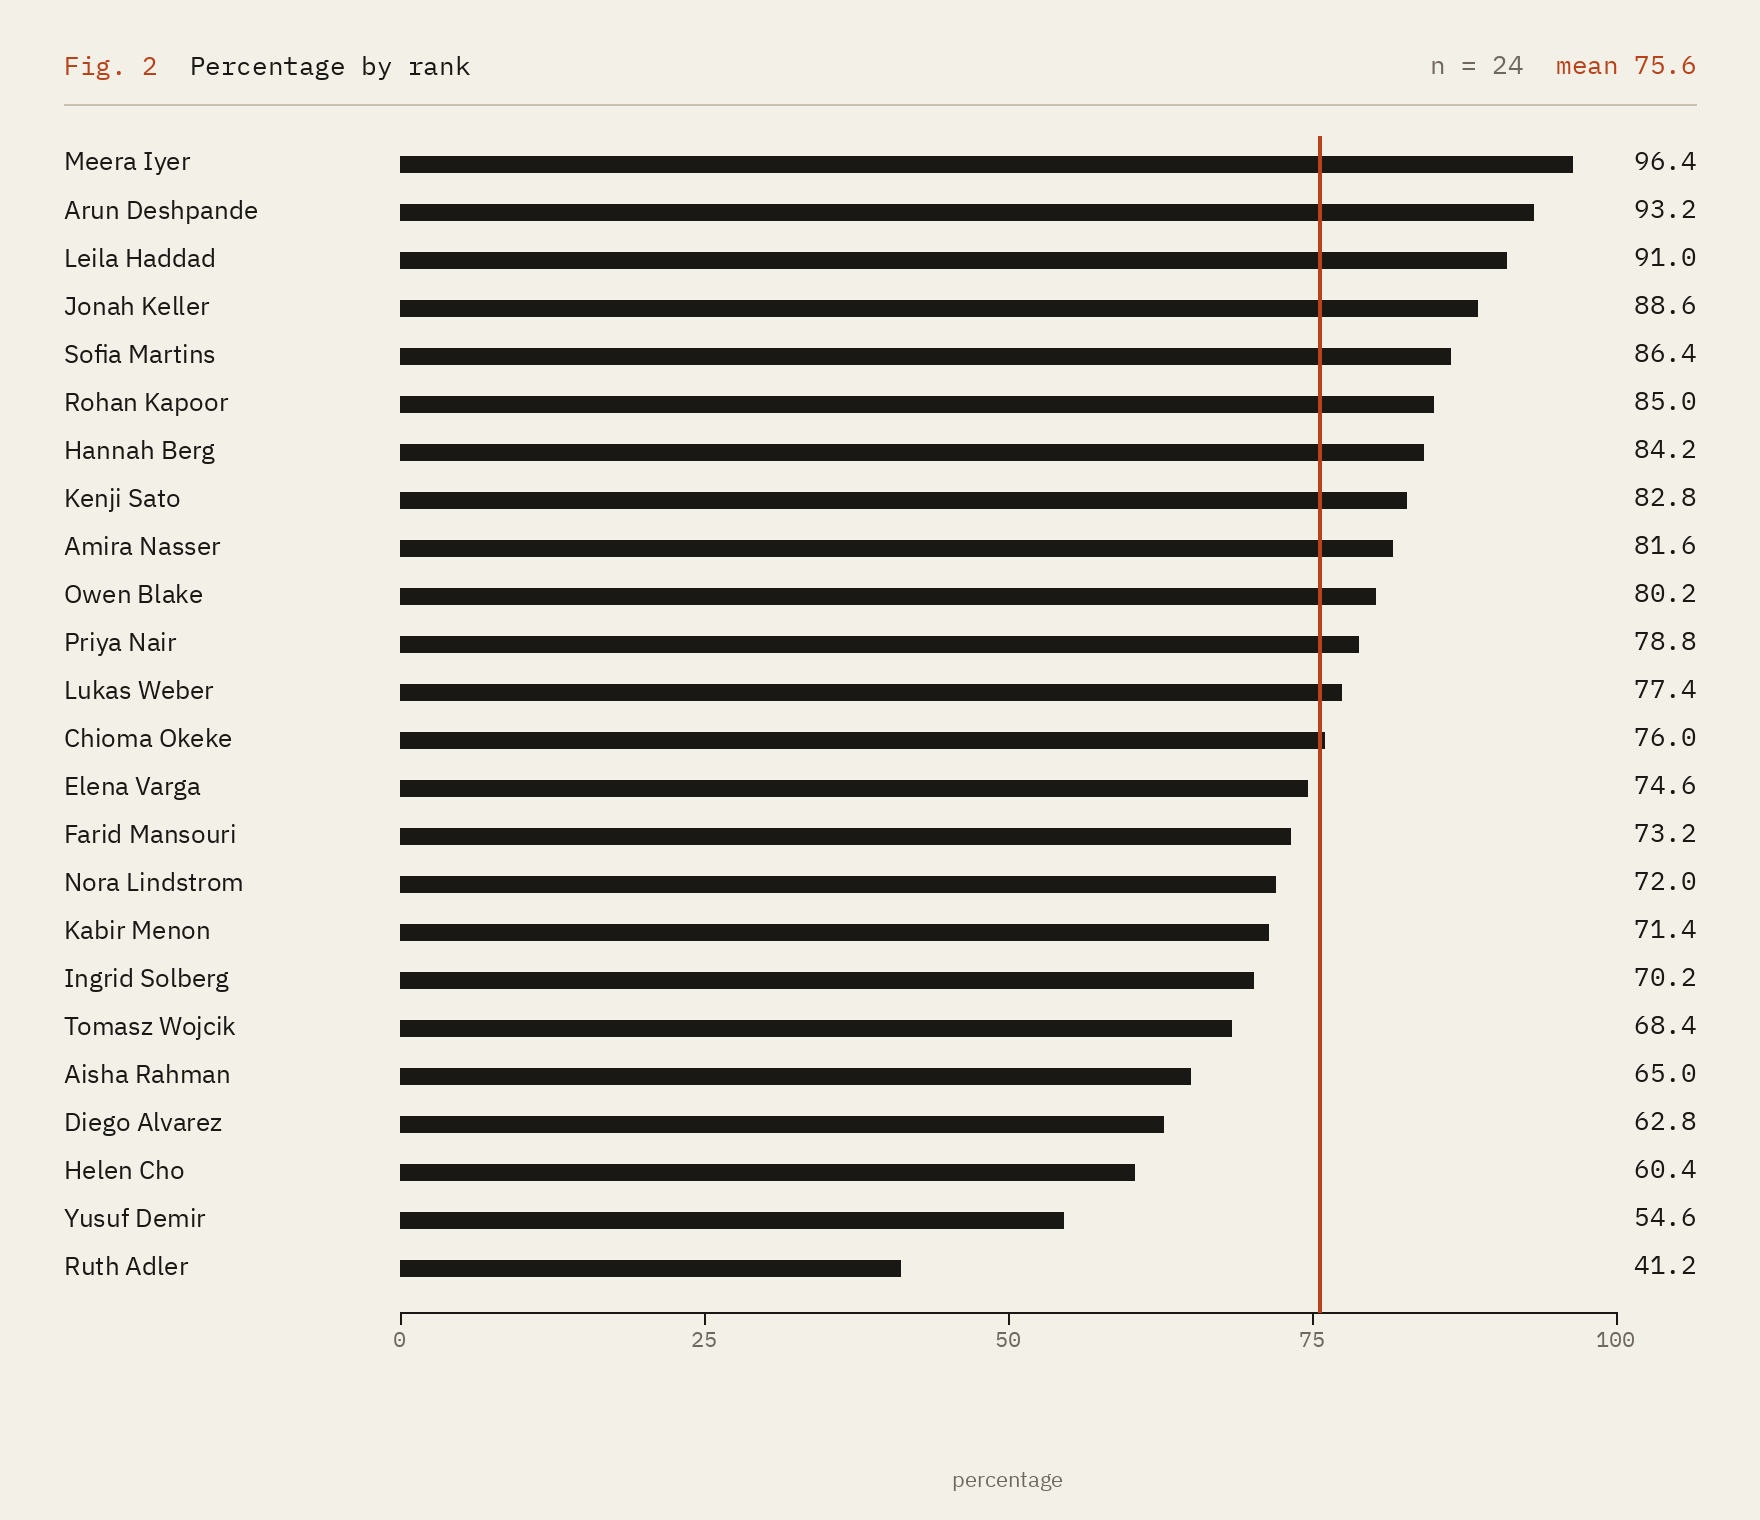 Fig. 2 Percentage by rank n = 24 mean 75.6
Meera Iyer 96.4
Arun Deshpande 93.2
Leila Haddad 91.0
Jonah Keller 88.6
Sofia Martins 86.4
Rohan Kapoor 85.0
Hannah Berg 84.2
Kenji Sato 82.8
Amira Nasser 81.6
Owen Blake 80.2
Priya Nair 78.8
Lukas Weber 77.4
Chioma Okeke 76.0
Elena Varga 74.6
Farid Mansouri 73.2
Nora Lindstrom 72.0
Kabir Menon 71.4
Ingrid Solberg 70.2
Tomasz Wojcik 68.4
Aisha Rahman 65.0
Diego Alvarez 62.8
Helen Cho 60.4
Yusuf Demir 54.6
Ruth Adler 41.2
0 25 50 75 100
percentage